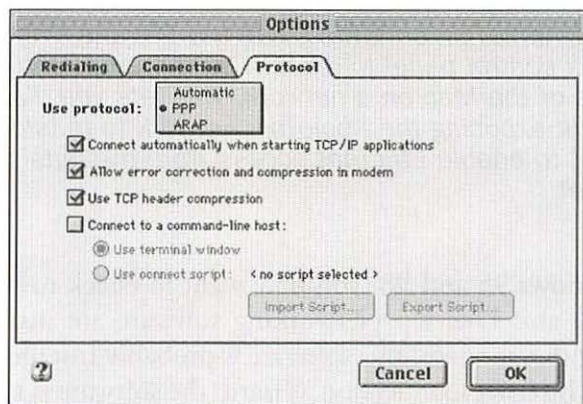 Options
Redialing Connection Protocol
Automatic
Use protocol: • PPP
ARAP
Connect automatically when starting TCP/IP applications
Allow error correction and compression in modem
Use TCP header compression
Connect to a command-line host:
Use terminal window
Use connect script: < no script selected >
Import Script... Export Script...
? Cancel OK